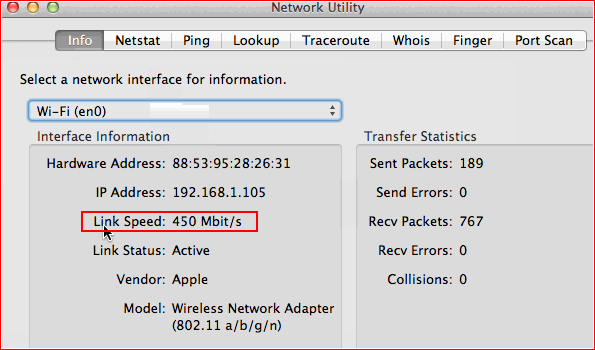 Network Utility
Info Netstat Ping Lookup Traceroute Whois Finger Port Scan
Select a network interface for information.
Wi-Fi (en0)
Interface Information
Hardware Address: 88:53:95:28:26:31
IP Address: 192.168.1.105
Link Speed: 450 Mbit/s
Link Status: Active
Vendor: Apple
Model: Wireless Network Adapter
(802.11 a/b/g/n)
Transfer Statistics
Sent Packets: 189
Send Errors: 0
Recv Packets: 767
Recv Errors: 0
Collisions: 0